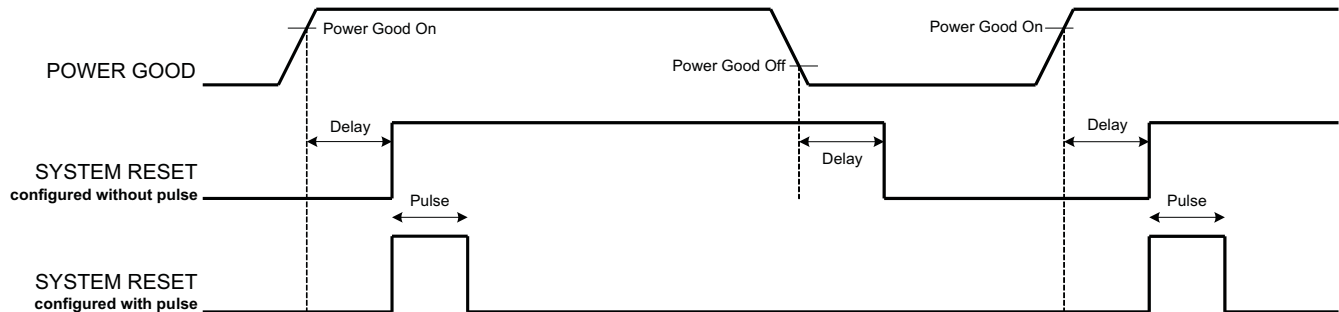 Power Good On
Power Good On
POWER GOOD
Power Good Off
Delay
Delay
Delay
SYSTEM RESET
configured without pulse
Pulse
Pulse
SYSTEM RESET
configured with pulse